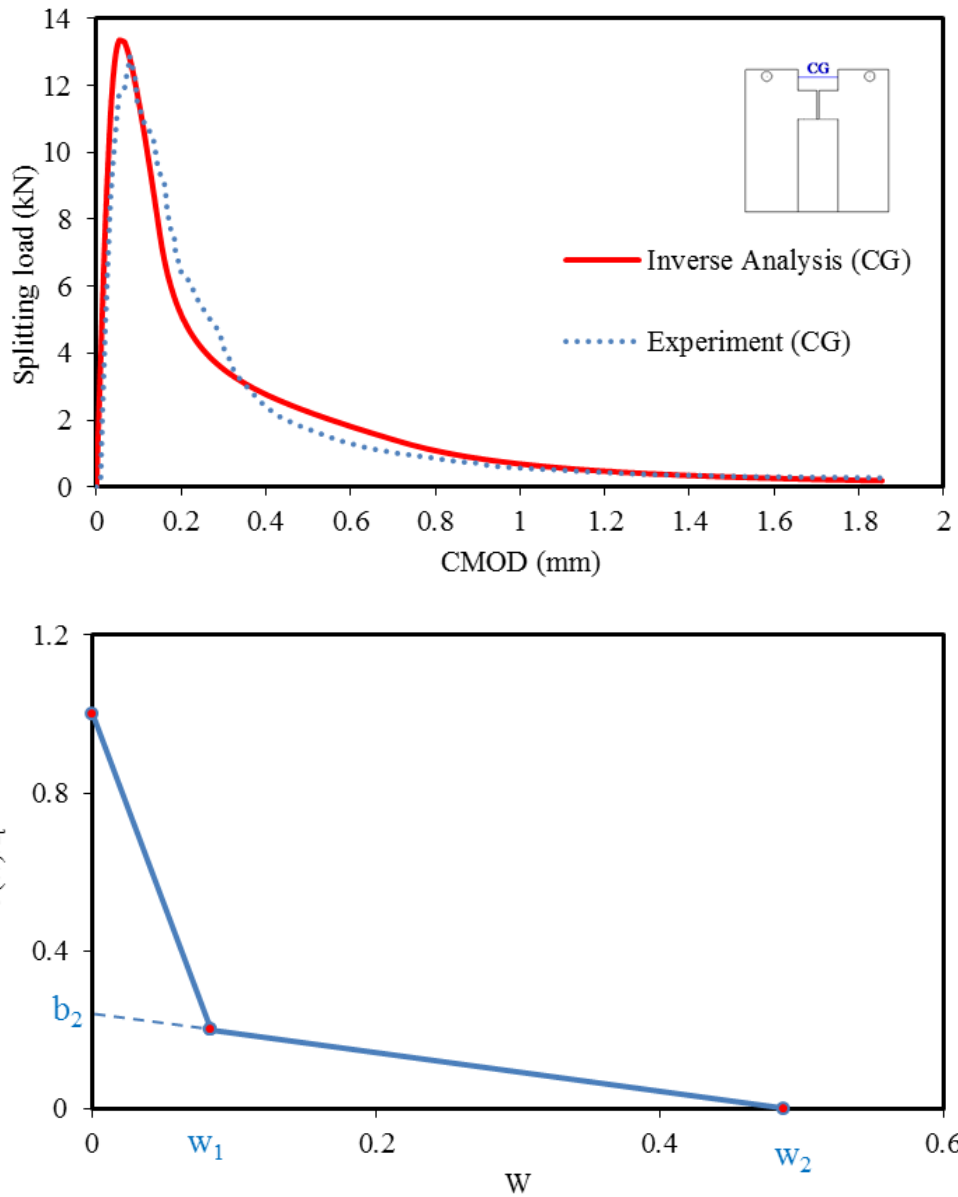 14
12
10
8
6
4
2
0
Splitting load (kN)
CG
Inverse Analysis (CG)
Experiment (CG)
0 0.2 0.4 0.6 0.8 1 1.2 1.4 1.6 1.8 2
CMOD (mm)
1.2
0.8
0.4
b₂
0
0 0.2 0.4 0.6
w₁ w₂
W